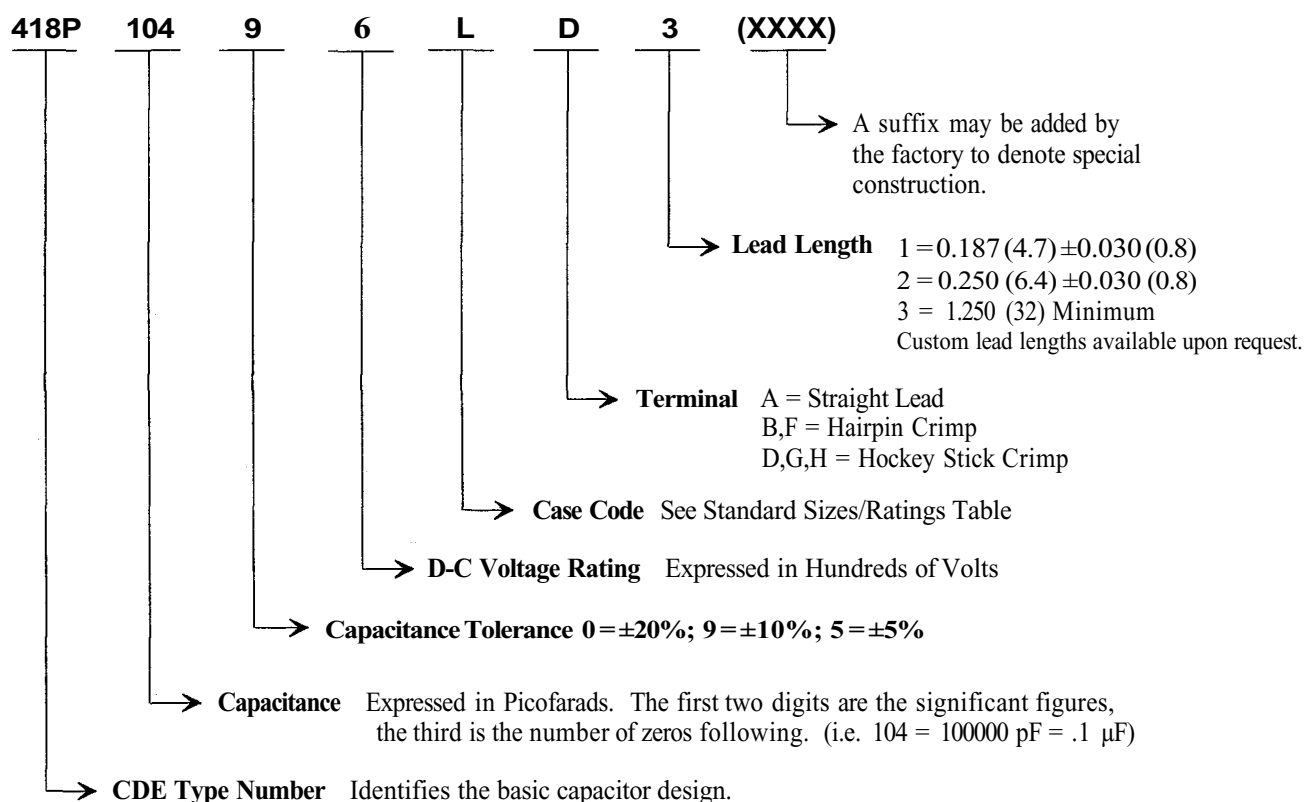 418P 104 9 6 L D 3 (XXXX)
A suffix may be added by
the factory to denote special
construction.
Lead Length 1 = 0.187 (4.7) ±0.030 (0.8)
2 = 0.250 (6.4) ±0.030 (0.8)
3 = 1.250 (32) Minimum
Custom lead lengths available upon request.
Terminal A = Straight Lead
B,F = Hairpin Crimp
D,G,H = Hockey Stick Crimp
Case Code See Standard Sizes/Ratings Table
D-C Voltage Rating Expressed in Hundreds of Volts
Capacitance Tolerance 0 = ±20%; 9 = ±10%; 5 = ±5%
Capacitance Expressed in Picofarads. The first two digits are the significant figures,
the third is the number of zeros following. (i.e. 104 = 100000 pF = .1 µF)
CDE Type Number Identifies the basic capacitor design.